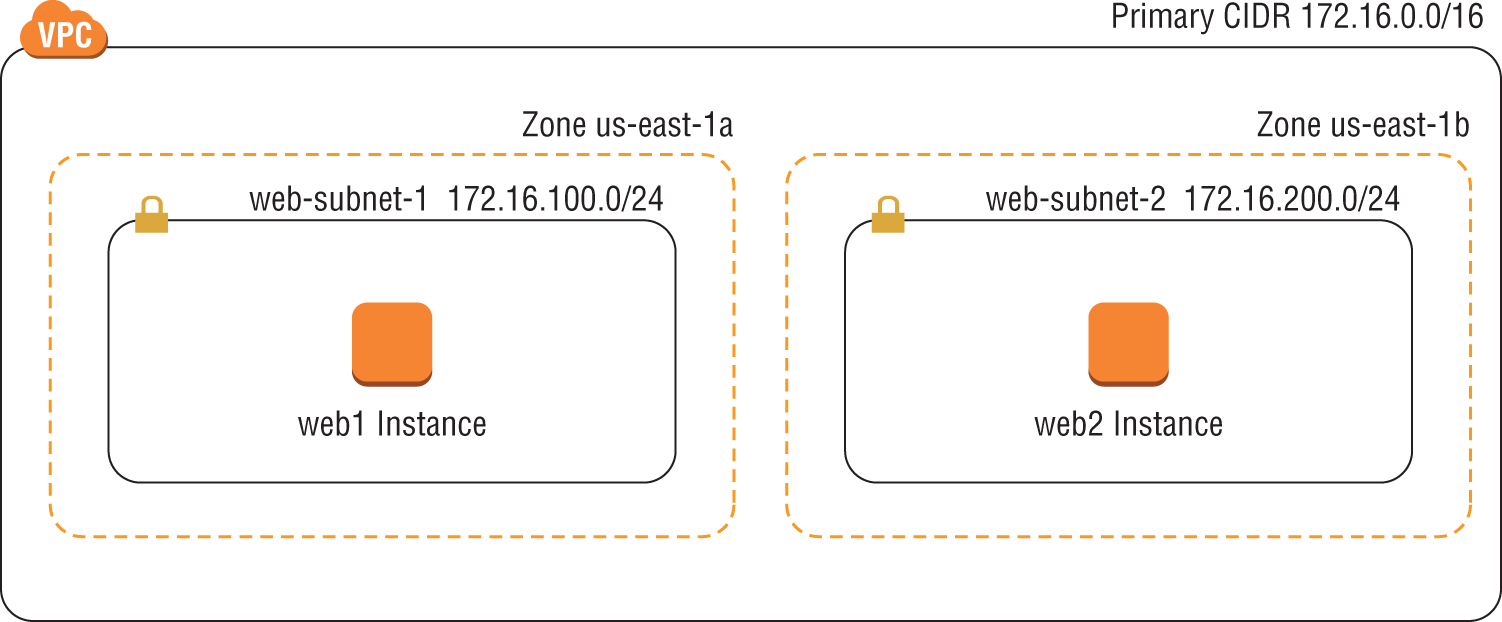 VPC
Primary CIDR 172.16.0.0/16
Zone us-east-1a
Zone us-east-1b
web-subnet-1 172.16.100.0/24
web-subnet-2 172.16.200.0/24
web1 Instance
web2 Instance